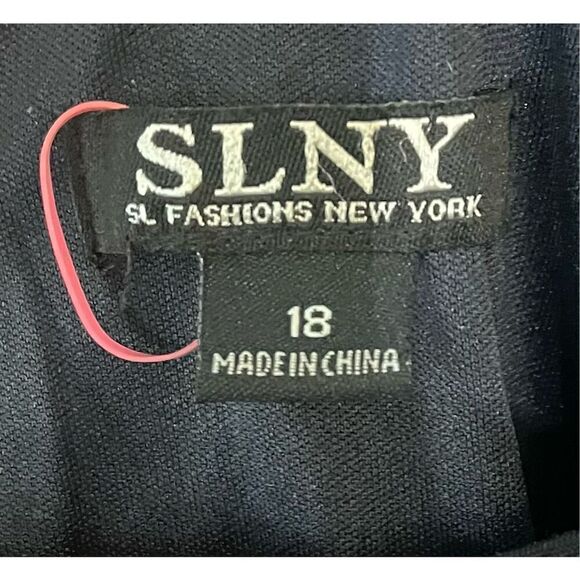 SLNY
SL FASHIONS NEW YORK
18
MADE IN CHINA